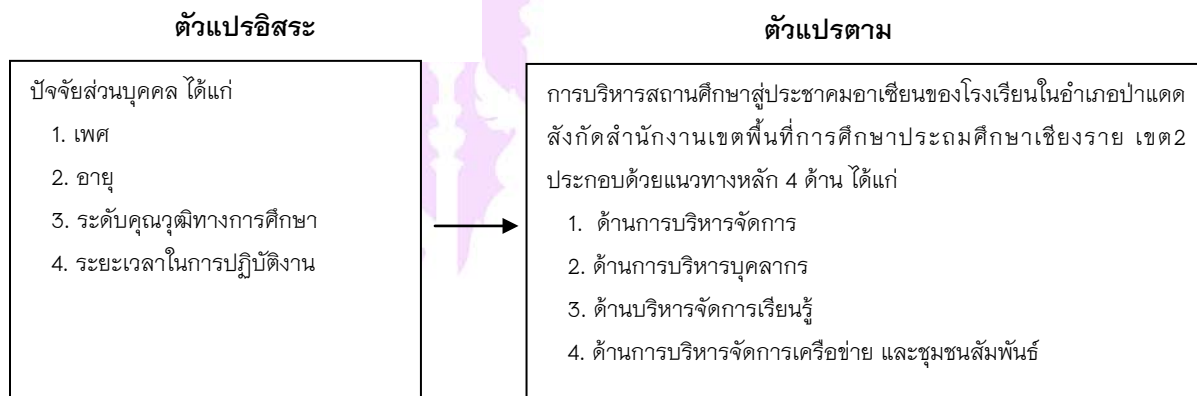 ตัวแปรอิสระ
ปัจจัยส่วนบุคคล ได้แก่
1. เพศ
2. อายุ
3. ระดับคุณวุฒิทางการศึกษา
4. ระยะเวลาในการปฏิบัติงาน
ตัวแปรตาม
การบริหารสถานศึกษาสู่ประชาคมอาเซียนของโรงเรียนในอำเภอป่าแดด
สังกัดสำนักงานเขตพื้นที่การศึกษาประถมศึกษาเชียงราย เขต2
ประกอบด้วยแนวทางหลัก 4 ด้าน ได้แก่
1. ด้านการบริหารจัดการ
2. ด้านการบริหารบุคลากร
3. ด้านบริหารจัดการเรียนรู้
4. ด้านการบริหารจัดการเครือข่าย และชุมชนสัมพันธ์